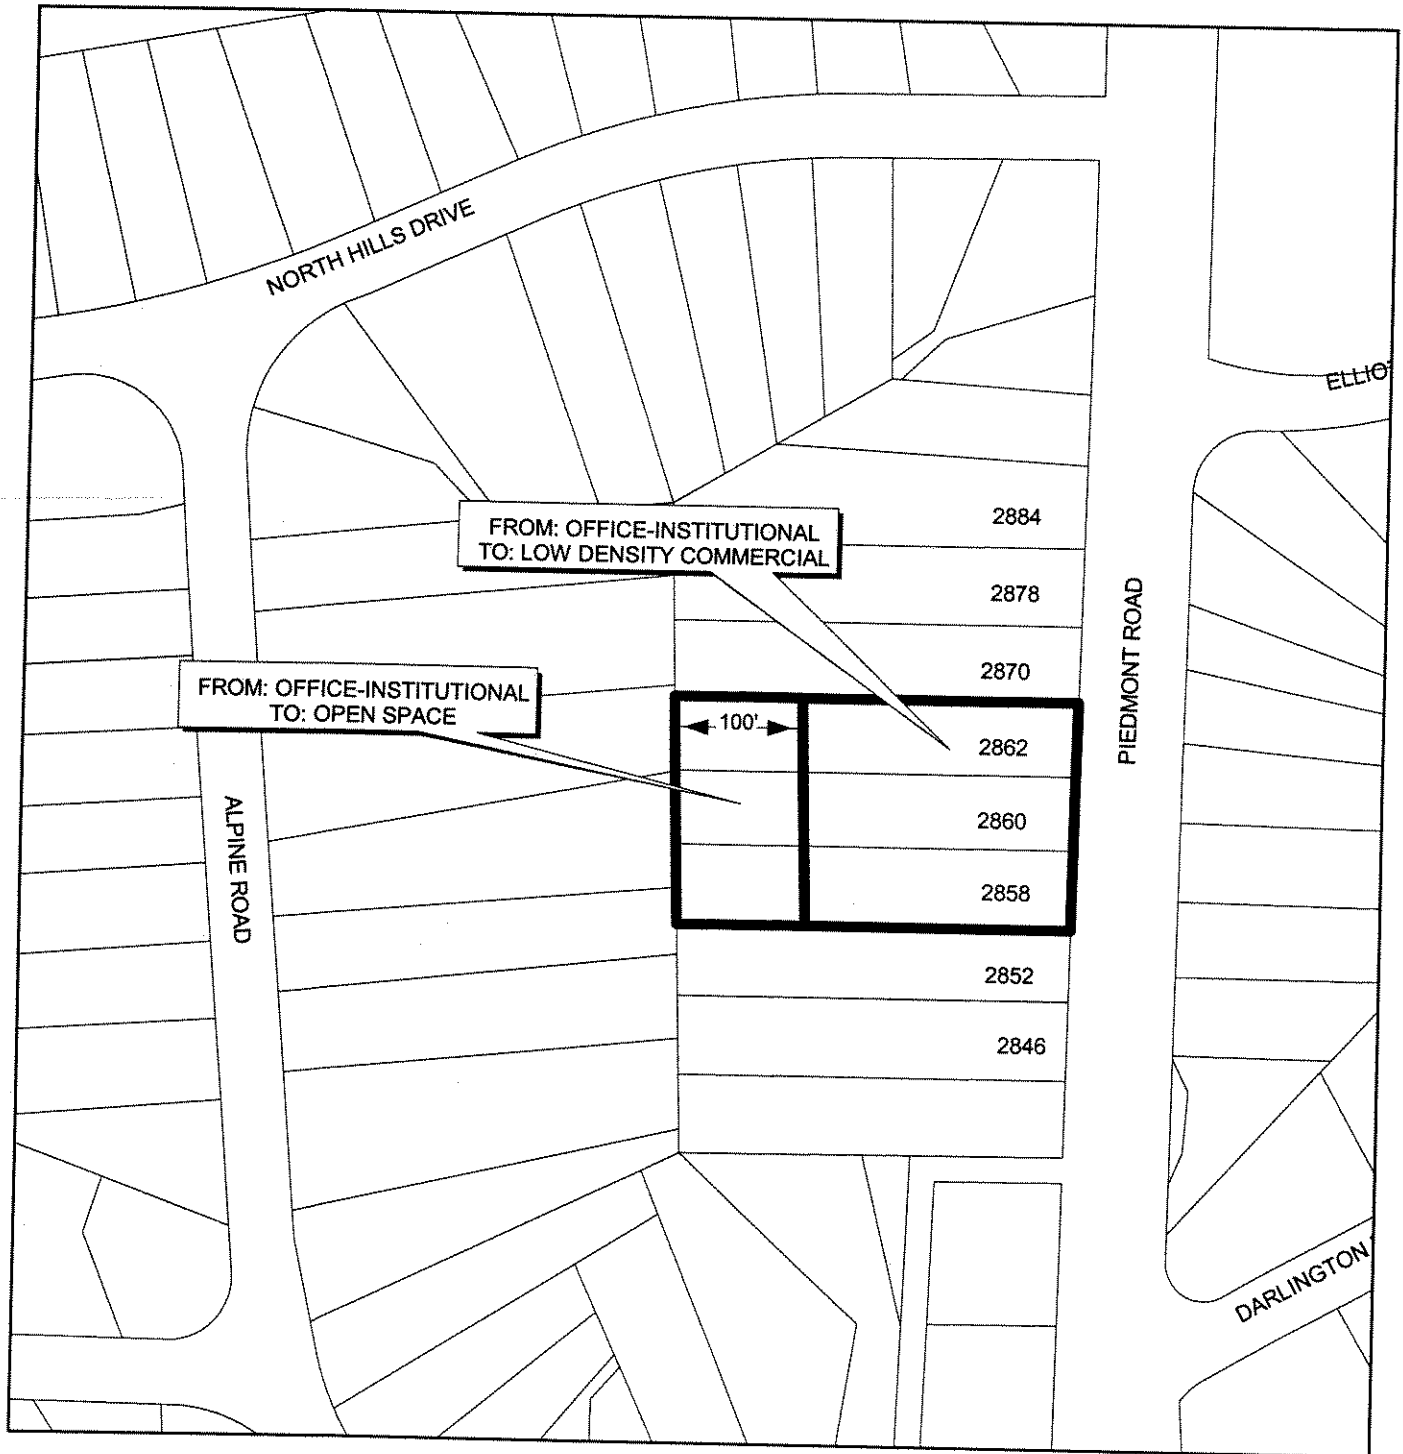 NORTH HILLS DRIVE
ELLIO
FROM: OFFICE-INSTITUTIONAL
TO: LOW DENSITY COMMERCIAL
2884
2878
PIEDMONT ROAD
2870
FROM: OFFICE-INSTITUTIONAL
TO: OPEN SPACE
100'
2862
2860
ALPINE ROAD
2858
2852
2846
DARLINGTON